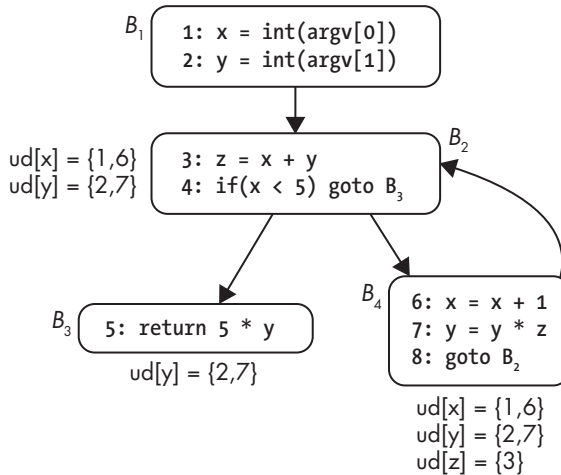 B₁
1: x = int(argv[0])
2: y = int(argv[1])
B₂
ud[x] = {1,6}
ud[y] = {2,7}
3: z = x + y
4: if(x < 5) goto B₃
B₃
5: return 5 * y
ud[y] = {2,7}
B₄
6: x = x + 1
7: y = y * z
8: goto B₂
ud[x] = {1,6}
ud[y] = {2,7}
ud[z] = {3}